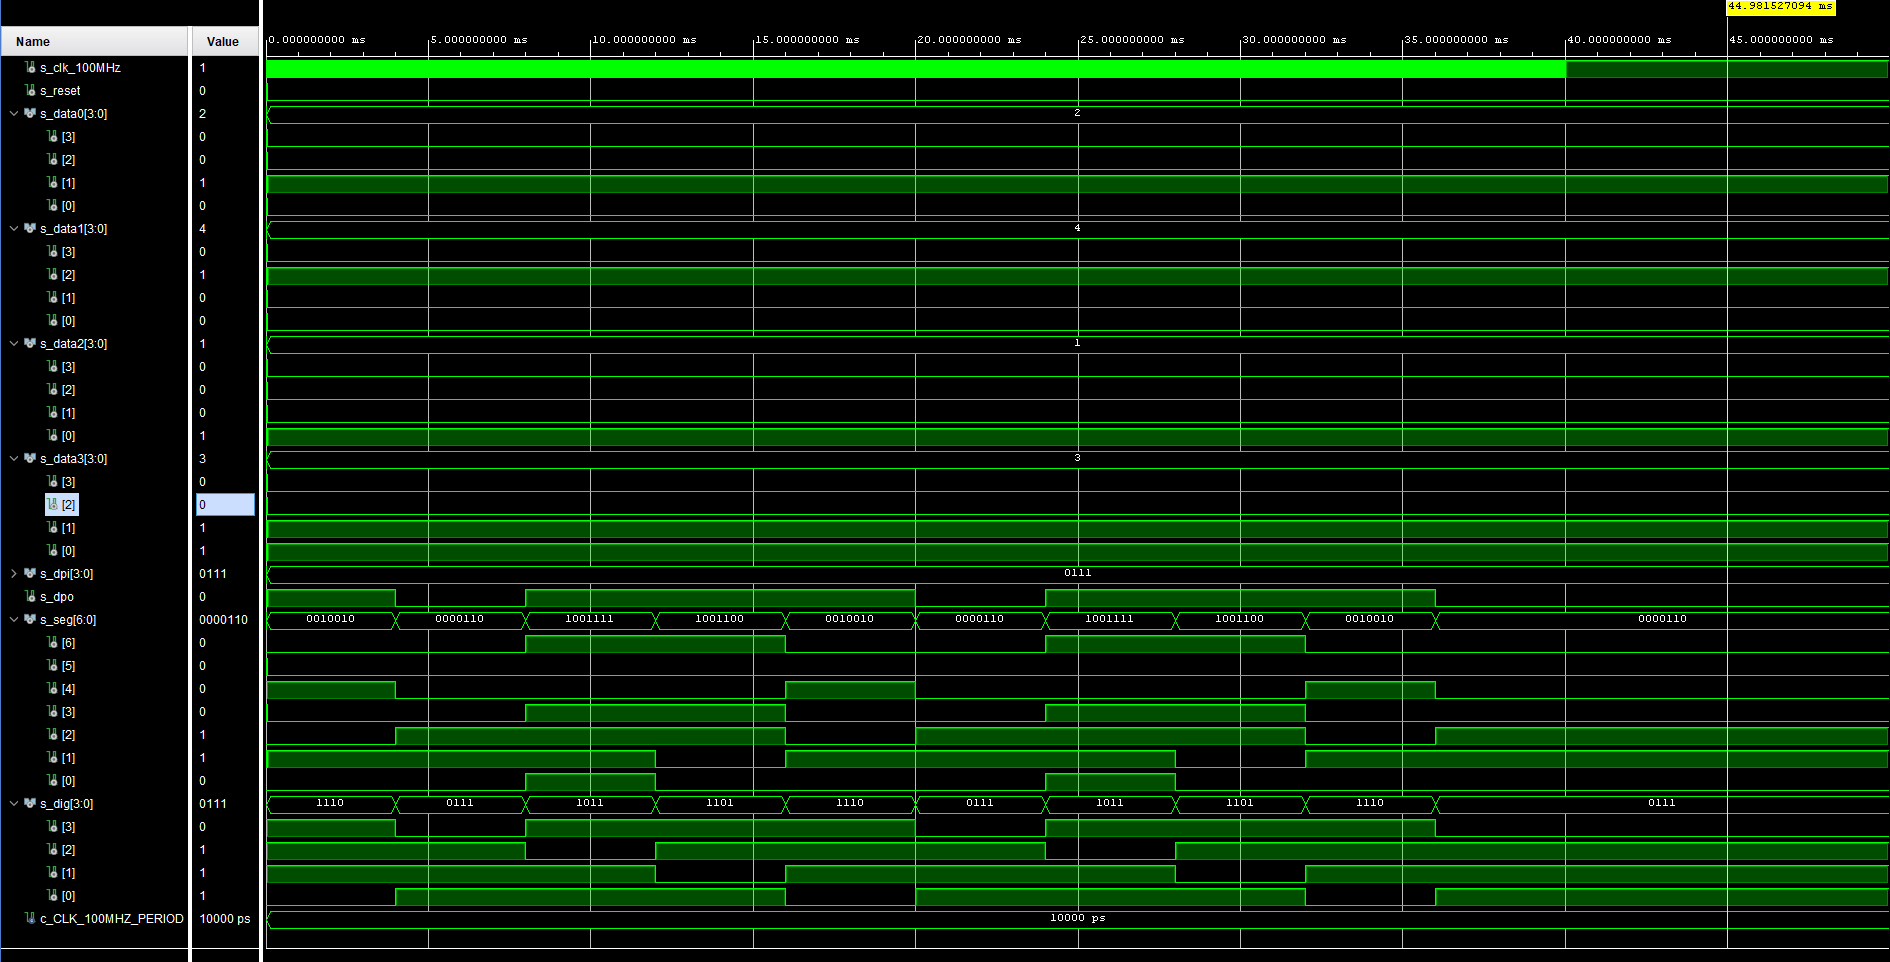 44.981527094 ms
Name Value 0.000000000 ms 5.000000000 ms 10.000000000 ms 15.000000000 ms 20.000000000 ms 25.000000000 ms 30.000000000 ms 35.000000000 ms 40.000000000 ms 45.000000000 ms
s_clk_100MHz 1
s_reset 0
s_data0[3:0] 2 2
[3] 0
[2] 0
[1] 1
[0] 0
s_data1[3:0] 4 4
[3] 0
[2] 1
[1] 0
[0] 0
s_data2[3:0] 1 1
[3] 0
[2] 0
[1] 0
[0] 1
s_data3[3:0] 3 3
[3] 0
[2] 0
[1] 1
[0] 1
s_dpi[3:0] 0111 0111
s_dpo 0
s_seg[6:0] 0000110 0010010 0000110 1001111 1001100 0010010 0000110 1001111 1001100 0010010 0000110
[6] 0
[5] 0
[4] 0
[3] 0
[2] 1
[1] 1
[0] 0
s_dig[3:0] 0111 1110 0111 1011 1101 1110 0111 1011 1101 1110 0111
[3] 0
[2] 1
[1] 1
[0] 1
c_CLK_100MHZ_PERIOD 10000 ps 10000 ps